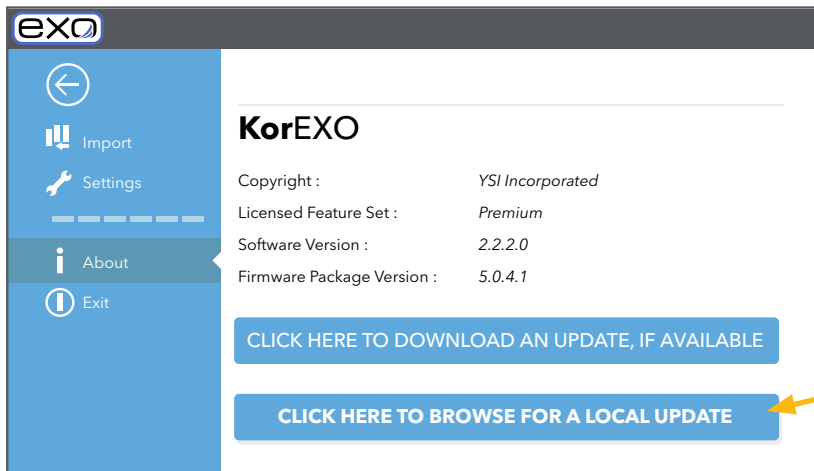 exo
Import
Settings
About
Exit
KorEXO
Copyright : YSI Incorporated
Licensed Feature Set : Premium
Software Version : 2.2.2.0
Firmware Package Version : 5.0.4.1
CLICK HERE TO DOWNLOAD AN UPDATE, IF AVAILABLE
CLICK HERE TO BROWSE FOR A LOCAL UPDATE